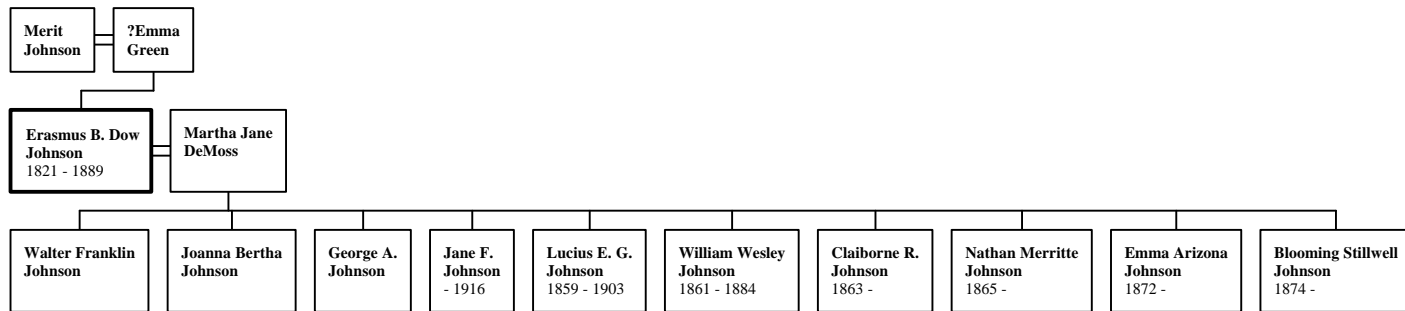 Merit
Johnson
?Emma
Green
Erasmus B. Dow
Johnson
1821 - 1889
Martha Jane
DeMoss
Walter Franklin
Johnson
Joanna Bertha
Johnson
George A.
Johnson
Jane F.
Johnson
- 1916
Lucius E. G.
Johnson
1859 - 1903
William Wesley
Johnson
1861 - 1884
Claiborne R.
Johnson
1863 -
Nathan Merritte
Johnson
1865 -
Emma Arizona
Johnson
1872 -
Blooming Stillwell
Johnson
1874 -